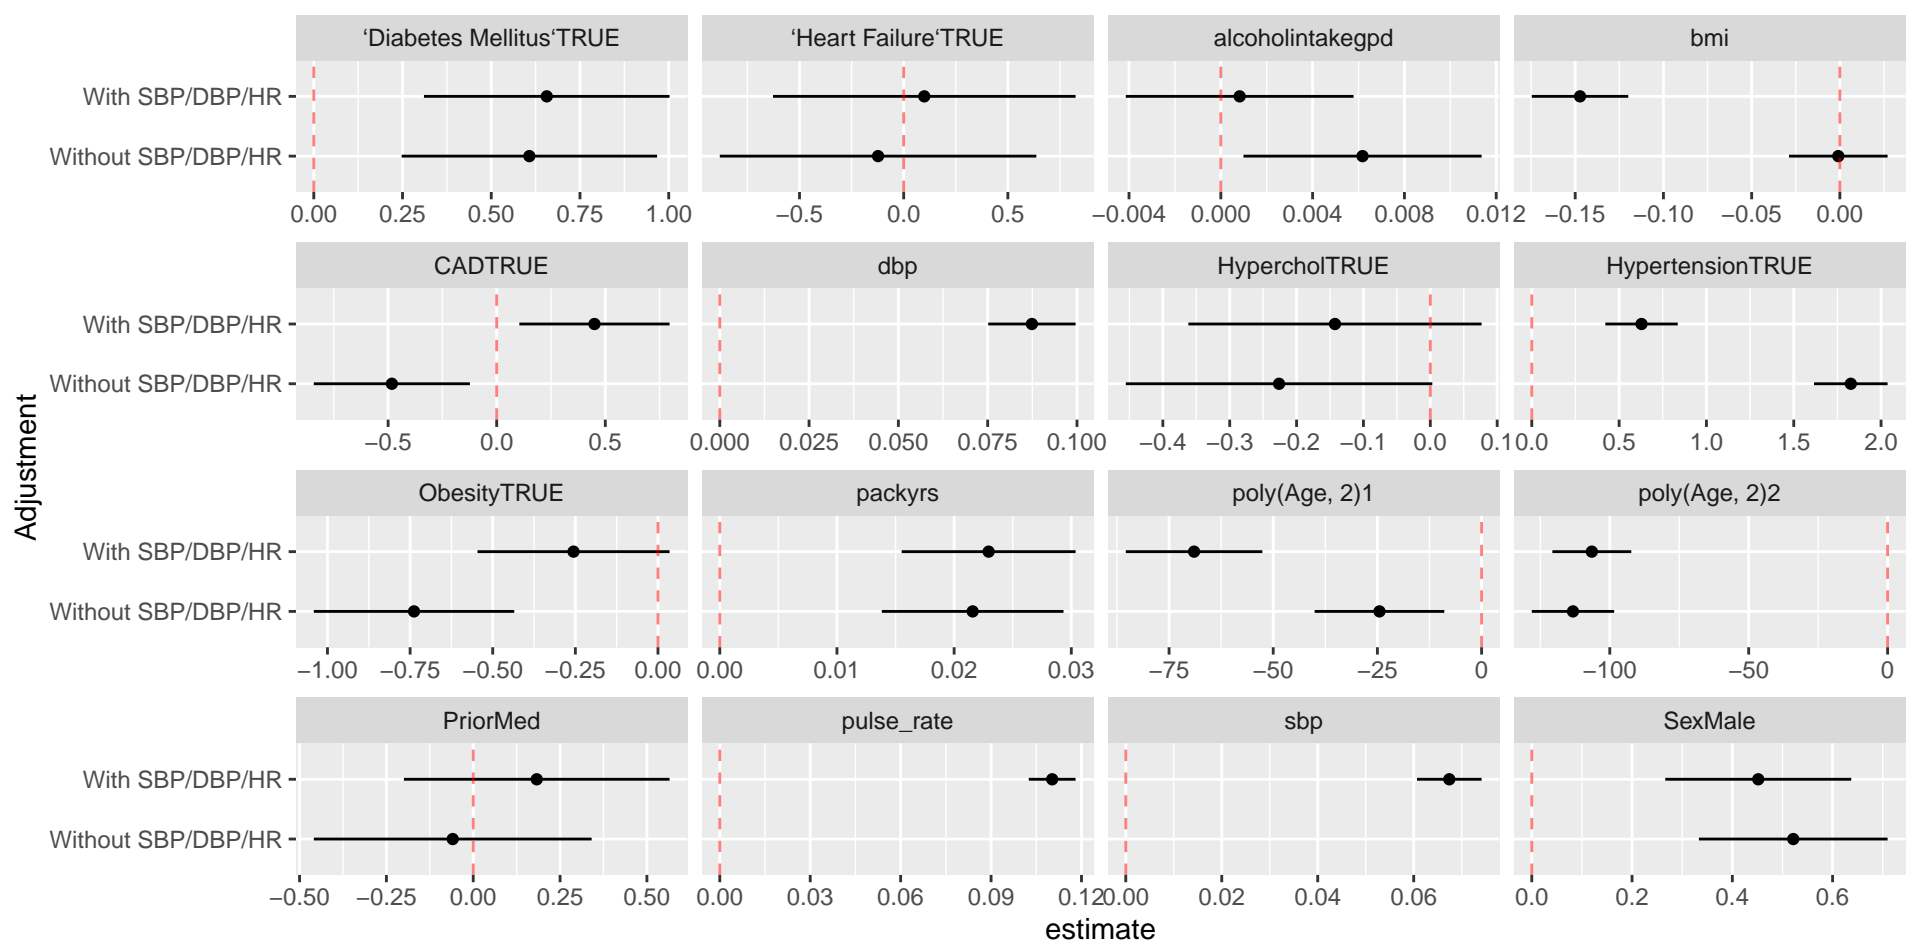 ‘Diabetes Mellitus‘TRUE ‘Heart Failure‘TRUE alcoholintakegpd bmi
With SBP/DBP/HR
Without SBP/DBP/HR
0.00 0.25 0.50 0.75 1.00 −0.5 0.0 0.5 −0.004 0.000 0.004 0.008 0.012 −0.15 −0.10 −0.05 0.00
CADTRUE dbp HypercholTRUE HypertensionTRUE
With SBP/DBP/HR
Without SBP/DBP/HR
−0.5 0.0 0.5 0.000 0.025 0.050 0.075 0.100 −0.4 −0.3 −0.2 −0.1 0.0 0.1 0.0 0.5 1.0 1.5 2.0
Adjustment
ObesityTRUE packyrs poly(Age, 2)1 poly(Age, 2)2
With SBP/DBP/HR
Without SBP/DBP/HR
−1.00 −0.75 −0.50 −0.25 0.00 0.00 0.01 0.02 0.03 −75 −50 −25 0 −100 −50 0
PriorMed pulse_rate sbp SexMale
With SBP/DBP/HR
Without SBP/DBP/HR
−0.50 −0.25 0.00 0.25 0.50 0.00 0.03 0.06 0.09 0.12 0.00 0.02 0.04 0.06 0.0 0.2 0.4 0.6
estimate